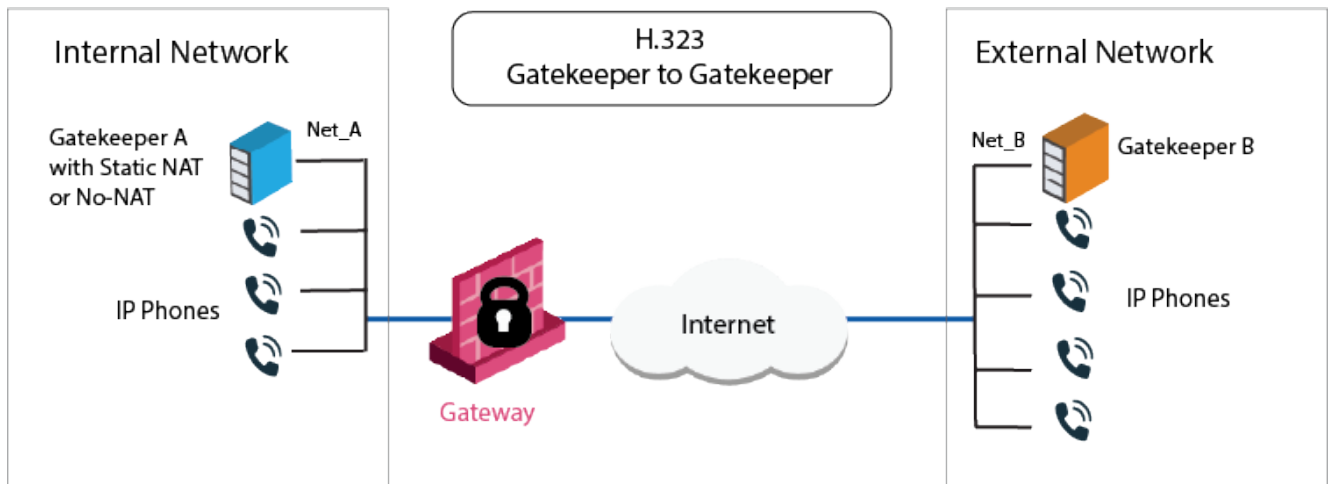 Internal Network
H.323
Gatekeeper to Gatekeeper
External Network
Gatekeeper A
with Static NAT
or No-NAT
Net_A
Net_B
Gatekeeper B
IP Phones
Internet
IP Phones
Gateway